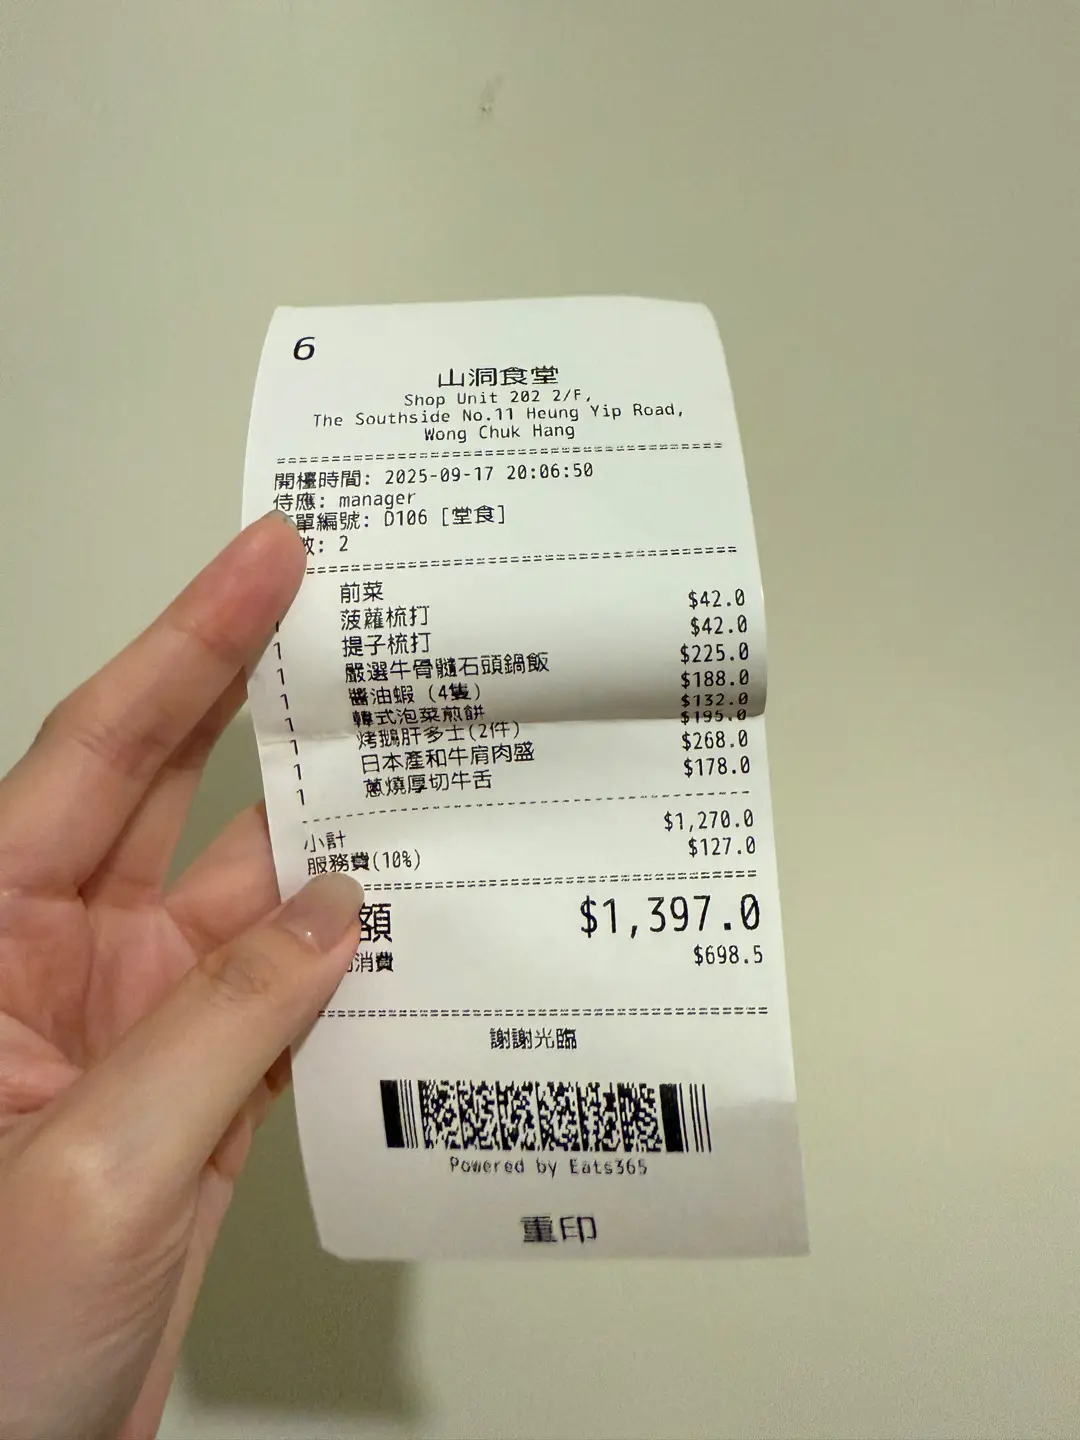 6
山洞食堂
Shop Unit 202 2/F,
The Southside No.11 Heung Yip Road,
Wong Chuk Hang
開檯時間: 2025-09-17 20:06:50
侍應: manager
單編號: D106 [堂食]
數: 2
前菜
菠蘿梳打 $42.0
1 提子梳打 $42.0
1 嚴選牛骨髓石頭鍋飯 $225.0
1 醬油蝦 (4隻) $188.0
1 韓式泡菜煎餅 $132.0
1 烤鵝肝多士(2件) $195.0
1 日本產和牛肩肉盛 $268.0
1 蔥燒厚切牛舌 $178.0
小計 $1,270.0
服務費(10%) $127.0
額 $1,397.0
消費 $698.5
謝謝光臨
Powered by Eats365
重印